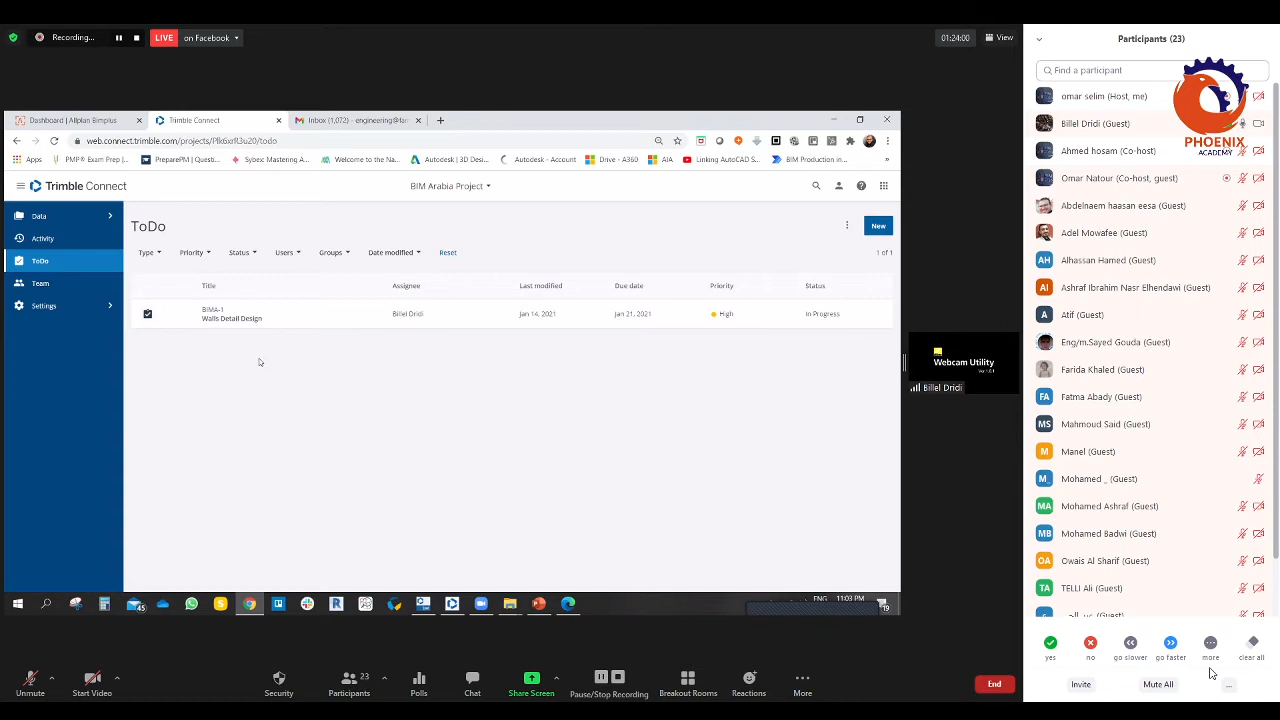 Recording...
LIVE
on Facebook
01:24:00
View
Participants (23)
Find a participant
PHOENIX
ACADEMY
Dashboard | Allplan Bimplus
Trimble Connect
Inbox (1,072) - engineering@far
web.connect.trimble.com/projects/Plk6xrR3u20/todo
Apps
PMP® Exam Prep |...
PreparePM | Questi...
Sybex Mastering A...
Welcome to the Na...
Autodesk | 3D Des...
Autodesk - Account
Drive - A360
AIA
Linking AutoCAD S...
BIM Production in...
Trimble Connect
BIM Arabia Project
Data
Activity
ToDo
Team
Settings
ToDo
New
Type
Priority
Status
Users
Groups
Date modified
Reset
1 of 1
Title
Assignee
Last modified
Due date
Priority
Status
BIMA-1
Walls Detail Design
Billel Dridi
Jan 14, 2021
Jan 21, 2021
High
In Progress
45
ENG
11:03 PM
19
Webcam Utility
Billel Dridi
omar selim (Host, me)
Billel Dridi (Guest)
Ahmed hosam (Co-host)
Omar Natour (Co-host, guest)
Abdelnaem haasan eesa (Guest)
Adel Mowafee (Guest)
AH
Alhassan Hamed (Guest)
AI
Ashraf Ibrahim Nasr Elhendawi (Guest)
A
Atif (Guest)
Eng/m.Sayed Gouda (Guest)
Farida Khaled (Guest)
FA
Fatma Abady (Guest)
MS
Mahmoud Said (Guest)
M
Manel (Guest)
M_
Mohamed _ (Guest)
MA
Mohamed Ashraf (Guest)
MB
Mohamed Badwi (Guest)
OA
Owais Al Sharif (Guest)
TA
TELLI Ali (Guest)
yes
no
go slower
go faster
more
clear all
Invite
Mute All
...
Unmute
Start Video
Security
23
Participants
Polls
Chat
Share Screen
Pause/Stop Recording
Breakout Rooms
Reactions
More
End